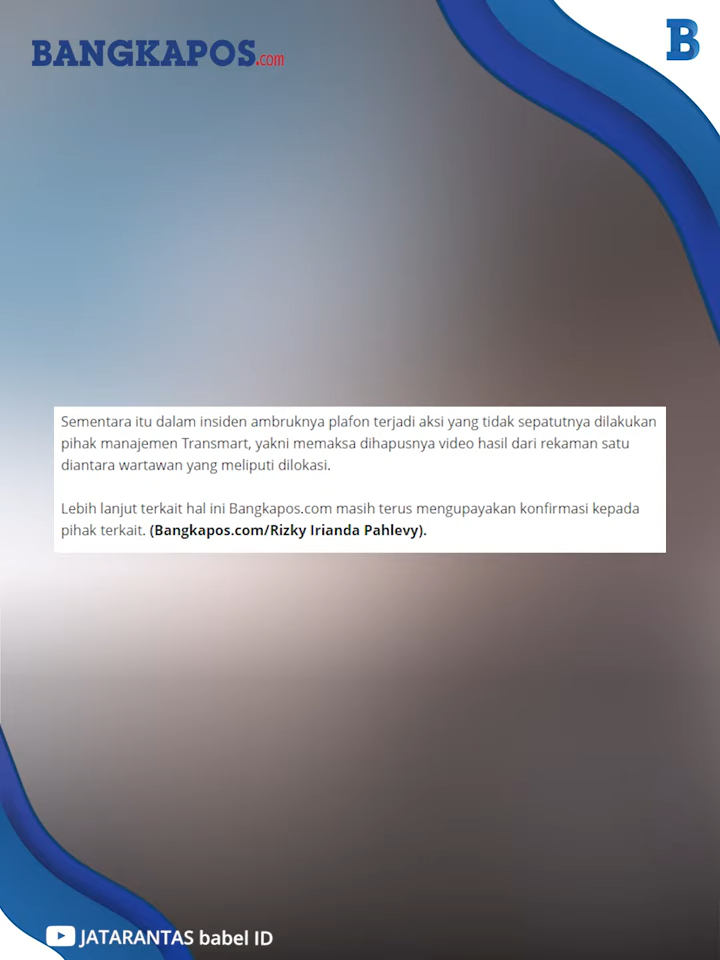 BANGKAPOS.com
B
Sementara itu dalam insiden ambruknya plafon terjadi aksi yang tidak sepatutnya dilakukan
pihak manajemen Transmart, yakni memaksa dihapusnya video hasil dari rekaman satu
diantara wartawan yang meliputi dilokasi.
Lebih lanjut terkait hal ini Bangkapos.com masih terus mengupayakan konfirmasi kepada
pihak terkait. (Bangkapos.com/Rizky Irianda Pahlevy).
JATARANTAS babel ID